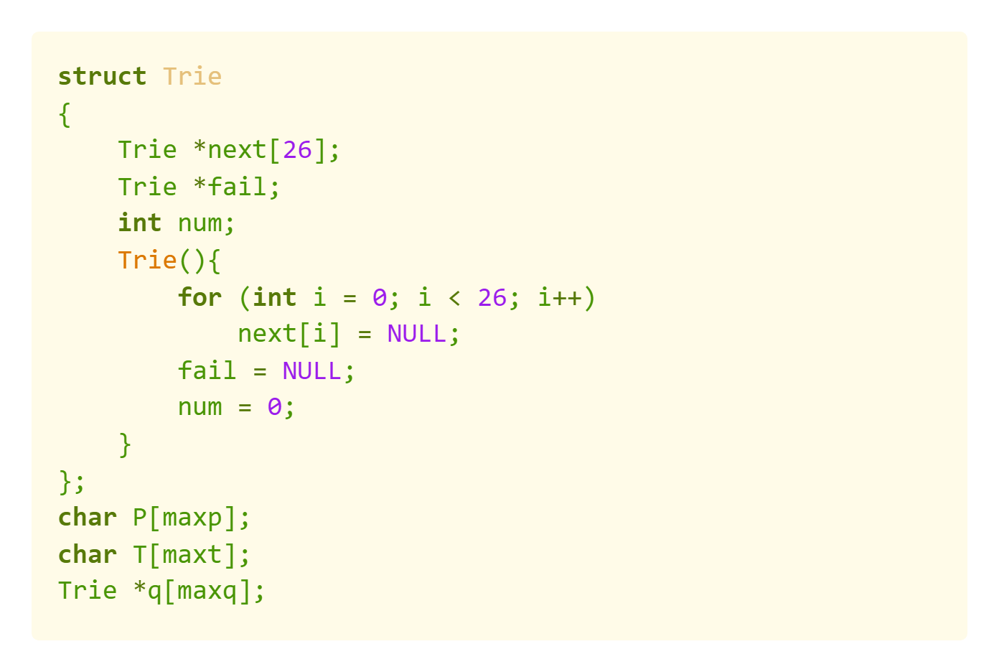 struct Trie
{
    Trie *next[26];
    Trie *fail;
    int num;
    Trie(){
        for (int i = 0; i < 26; i++)
            next[i] = NULL;
        fail = NULL;
        num = 0;
    }
};
char P[maxp];
char T[maxt];
Trie *q[maxq];